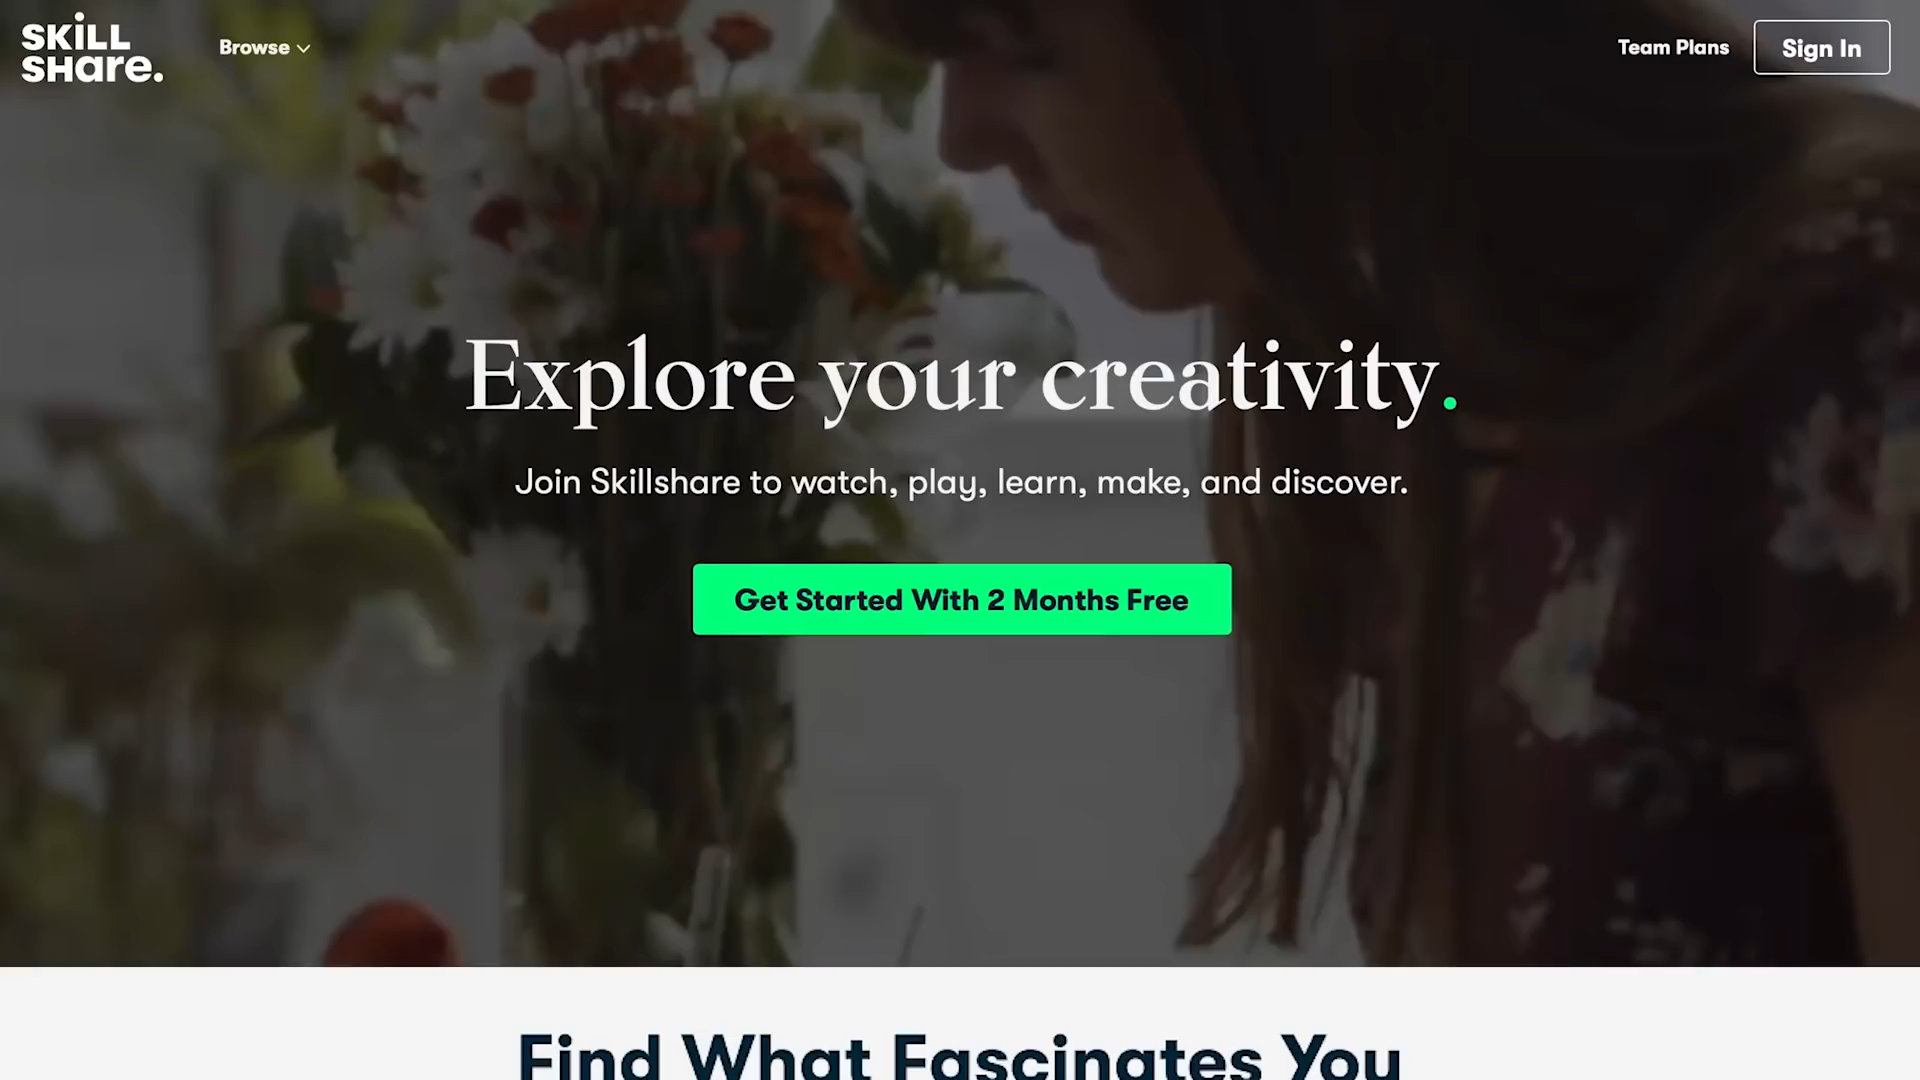 SKiLL
SHare.
Browse
Team Plans
Sign In
Explore your creativity.
Join Skillshare to watch, play, learn, make, and discover.
Get Started With 2 Months Free
Find What Fascinates You